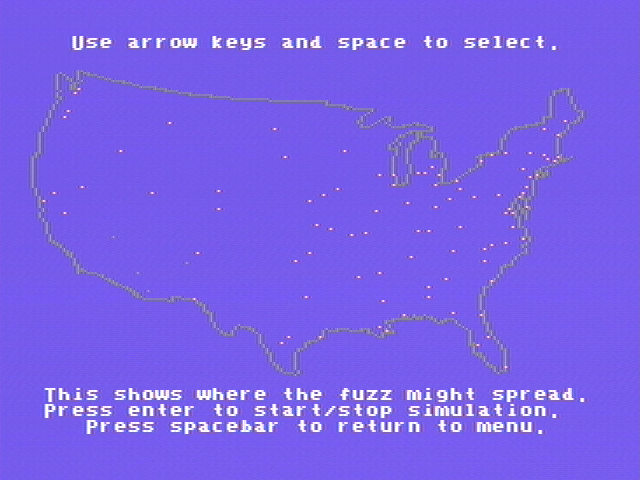 Use arrow keys and space to select.
This shows where the fuzz might spread.
Press enter to start/stop simulation.
Press spacebar to return to menu.